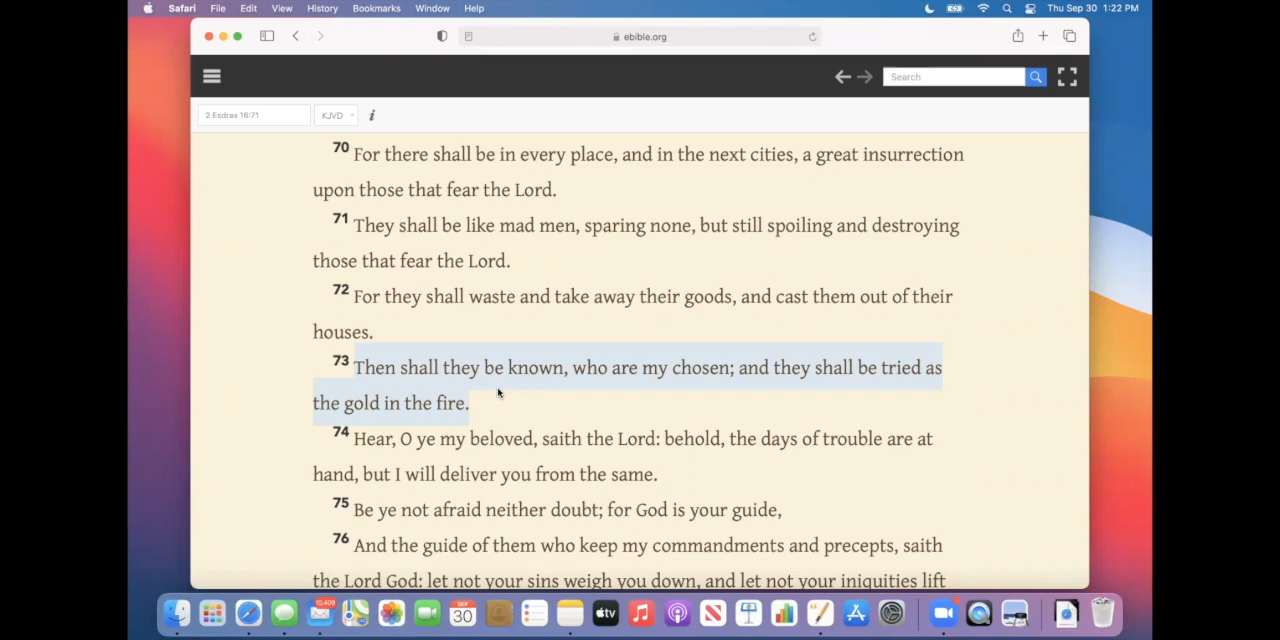 Safari File Edit View History Bookmarks Window Help Thu Sep 30 1:22 PM
ebible.org
Search
2 Esdras 16:71 KJVD i
70 For there shall be in every place, and in the next cities, a great insurrection
upon those that fear the Lord.
71 They shall be like mad men, sparing none, but still spoiling and destroying
those that fear the Lord.
72 For they shall waste and take away their goods, and cast them out of their
houses.
73 Then shall they be known, who are my chosen; and they shall be tried as
the gold in the fire.
74 Hear, O ye my beloved, saith the Lord: behold, the days of trouble are at
hand, but I will deliver you from the same.
75 Be ye not afraid neither doubt; for God is your guide,
76 And the guide of them who keep my commandments and precepts, saith
the Lord God: let not your sins weigh you down, and let not your iniquities lift
10,409 SEP 30 tv